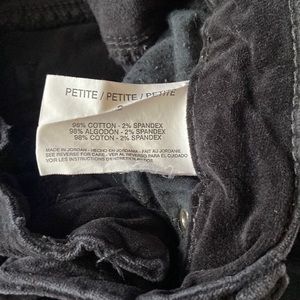 PETITE / PETITE / PETITE
98% COTTON - 2% SPANDEX
98% ALGODÓN - 2% SPANDEX
98% COTON - 2% SPANDEX
MADE IN JORDAN - HECHO EN JORDANIA - FAIT AU JORDANIE
SEE REVERSE FOR CARE - VER AL REVERSO PARA EL CUIDADO
VOIR LES INSTRUCTIONS D'ENTRETIEN AU VERSO